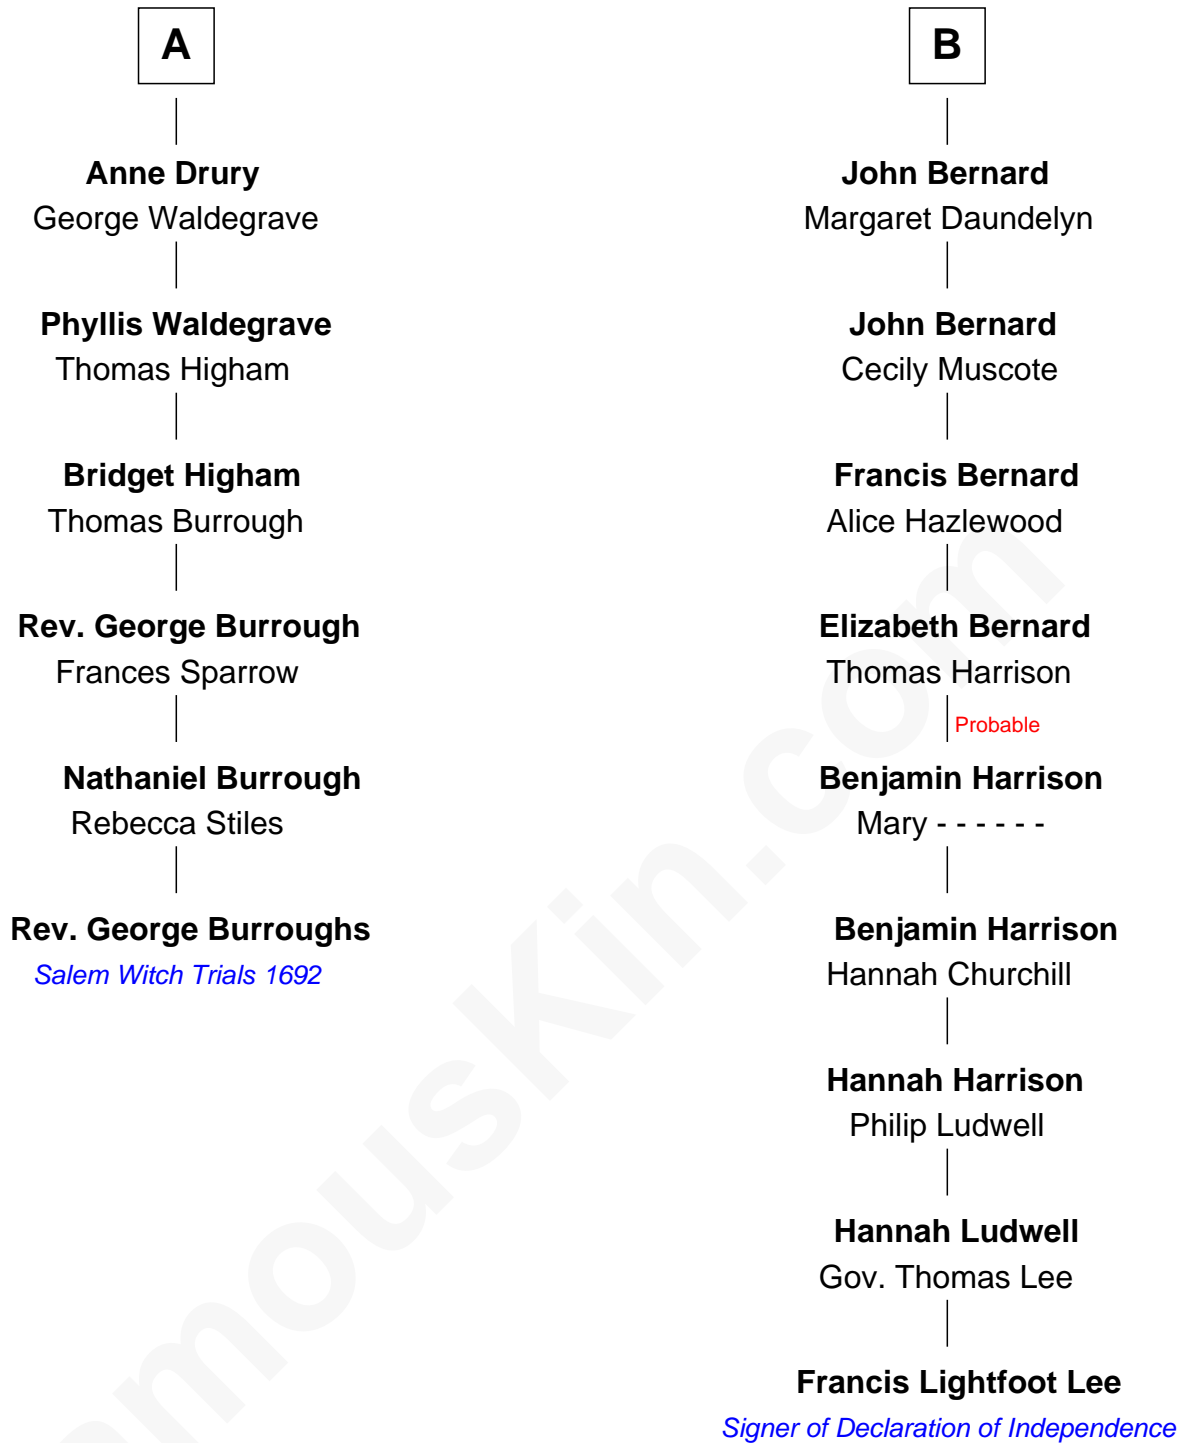 A
Anne Drury
George Waldegrave
Phyllis Waldegrave
Thomas Higham
Bridget Higham
Thomas Burrough
Rev. George Burrough
Frances Sparrow
Nathaniel Burrough
Rebecca Stiles
Rev. George Burroughs
Salem Witch Trials 1692
B
John Bernard
Margaret Daundelyn
John Bernard
Cecily Muscote
Francis Bernard
Alice Hazlewood
Elizabeth Bernard
Thomas Harrison
Probable
Benjamin Harrison
Mary - - - - - -
Benjamin Harrison
Hannah Churchill
Hannah Harrison
Philip Ludwell
Hannah Ludwell
Gov. Thomas Lee
Francis Lightfoot Lee
Signer of Declaration of Independence
amouskin.com